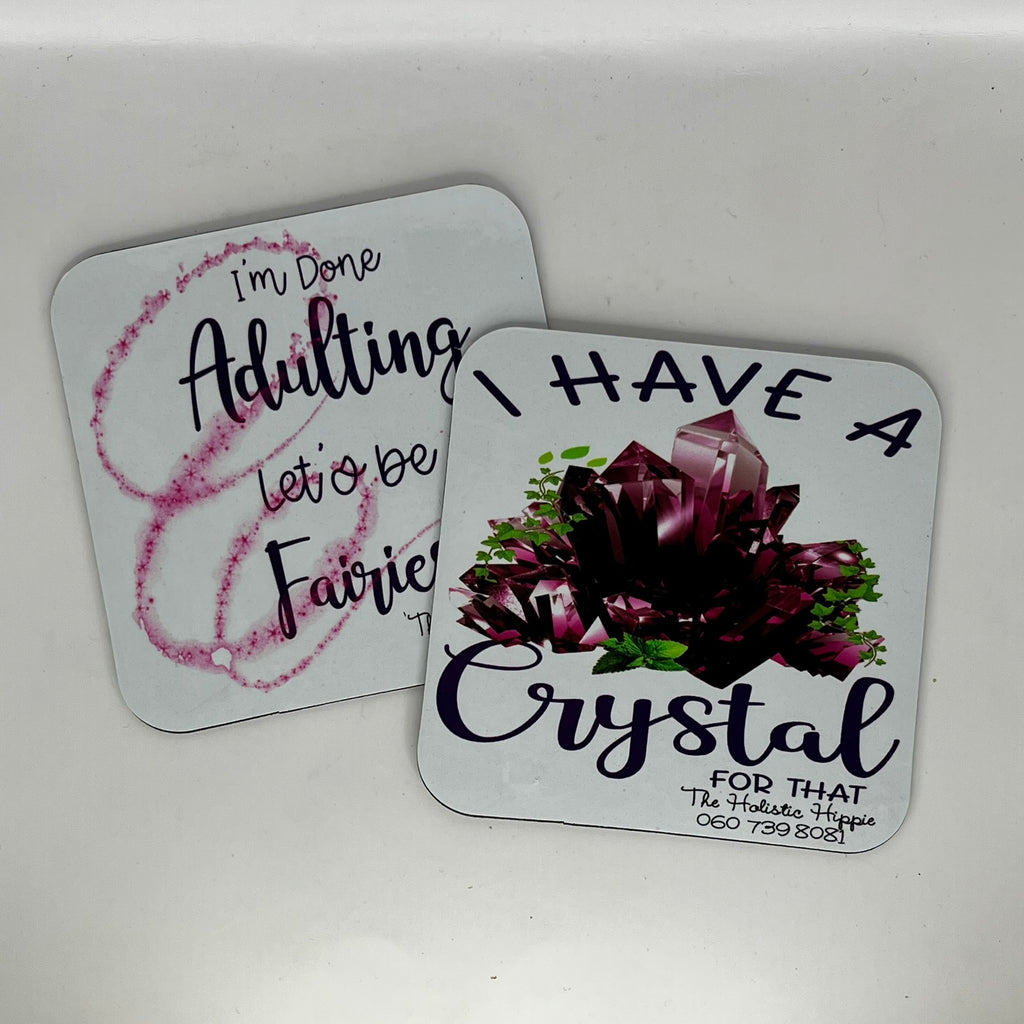 I'm Done
Adulting
Let's be
Fairies
I HAVE A
Crystal
FOR THAT
The Holistic Hippie
060 739 8081